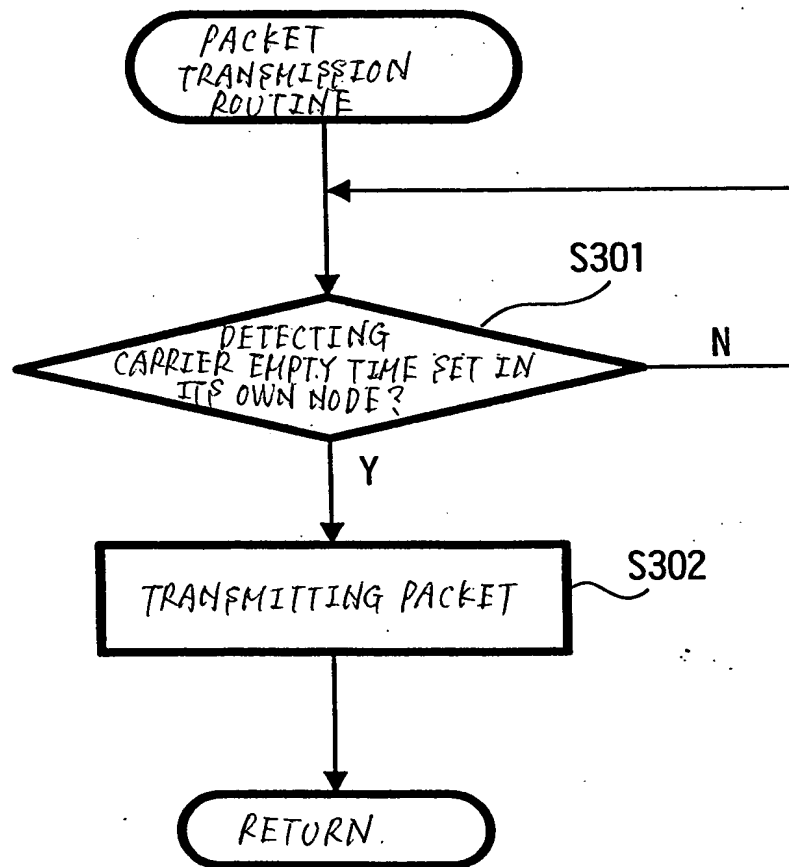 PACKET
TRANSMISSION
ROUTINE
S301
DETECTING
CARRIER EMPTY TIME SET IN
ITS OWN NODE?
N
Y
S302
TRANSMITTING PACKET
RETURN.